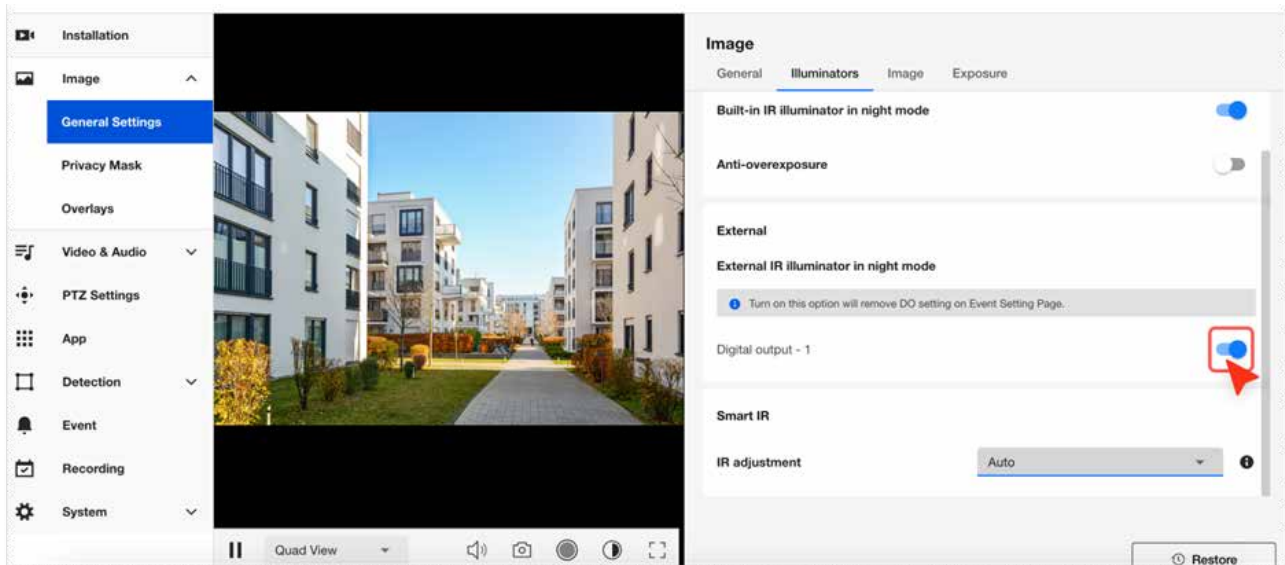 Installation
Image
General Settings
Privacy Mask
Overlays
Video & Audio
PTZ Settings
App
Detection
Event
Recording
System
Quad View
Image
General Illuminators Image Exposure
Built-in IR illuminator in night mode
Anti-overexposure
External
External IR illuminator in night mode
Turn on this option will remove DO setting on Event Setting Page.
Digital output - 1
Smart IR
IR adjustment Auto
Restore